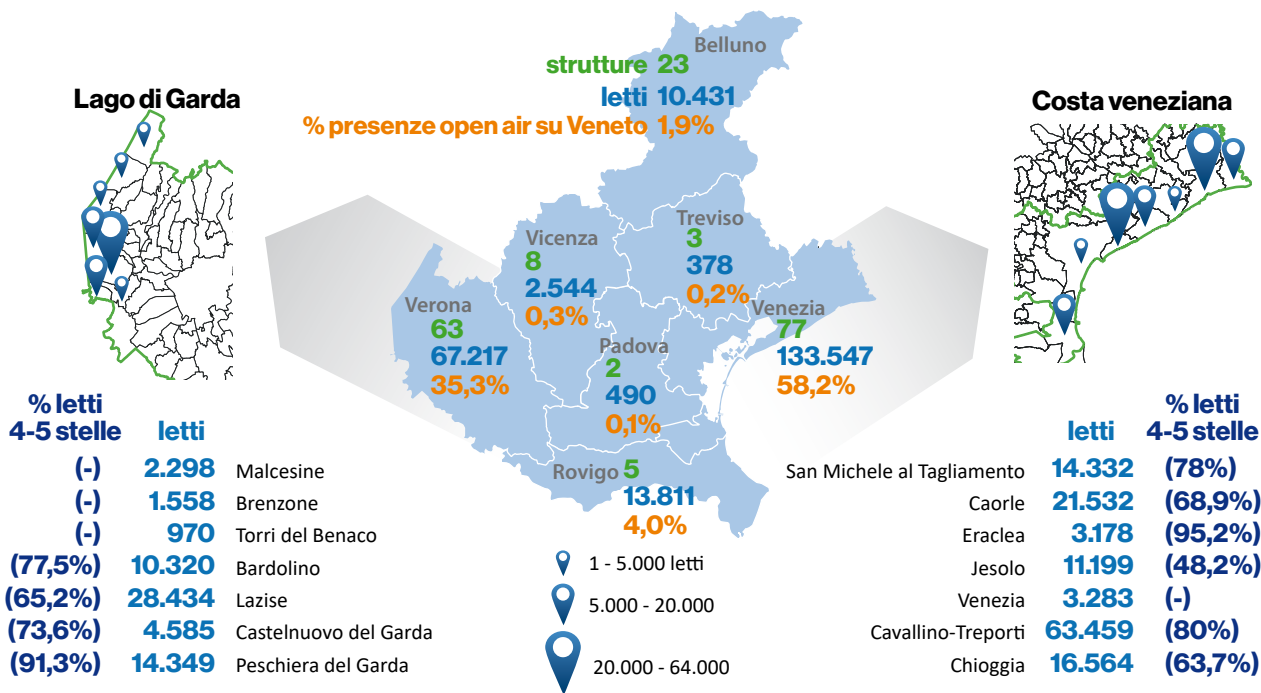 Belluno
strutture 23
letti 10.431
% presenze open air su Veneto 1,9%
Lago di Garda
Costa veneziana
Treviso
3
378
0,2%
Vicenza
8
2.544
0,3%
Verona
63
67.217
35,3%
Venezia
77
133.547
58,2%
Padova
2
490
0,1%
Rovigo 5
13.811
4,0%
% letti
4-5 stelle letti
(-) 2.298 Malcesine
(-) 1.558 Brenzone
(-) 970 Torri del Benaco
(77,5%) 10.320 Bardolino
(65,2%) 28.434 Lazise
(73,6%) 4.585 Castelnuovo del Garda
(91,3%) 14.349 Peschiera del Garda
1 - 5.000 letti
5.000 - 20.000
20.000 - 64.000
% letti
letti 4-5 stelle
San Michele al Tagliamento 14.332 (78%)
Caorle 21.532 (68,9%)
Eraclea 3.178 (95,2%)
Jesolo 11.199 (48,2%)
Venezia 3.283 (-)
Cavallino-Treporti 63.459 (80%)
Chioggia 16.564 (63,7%)